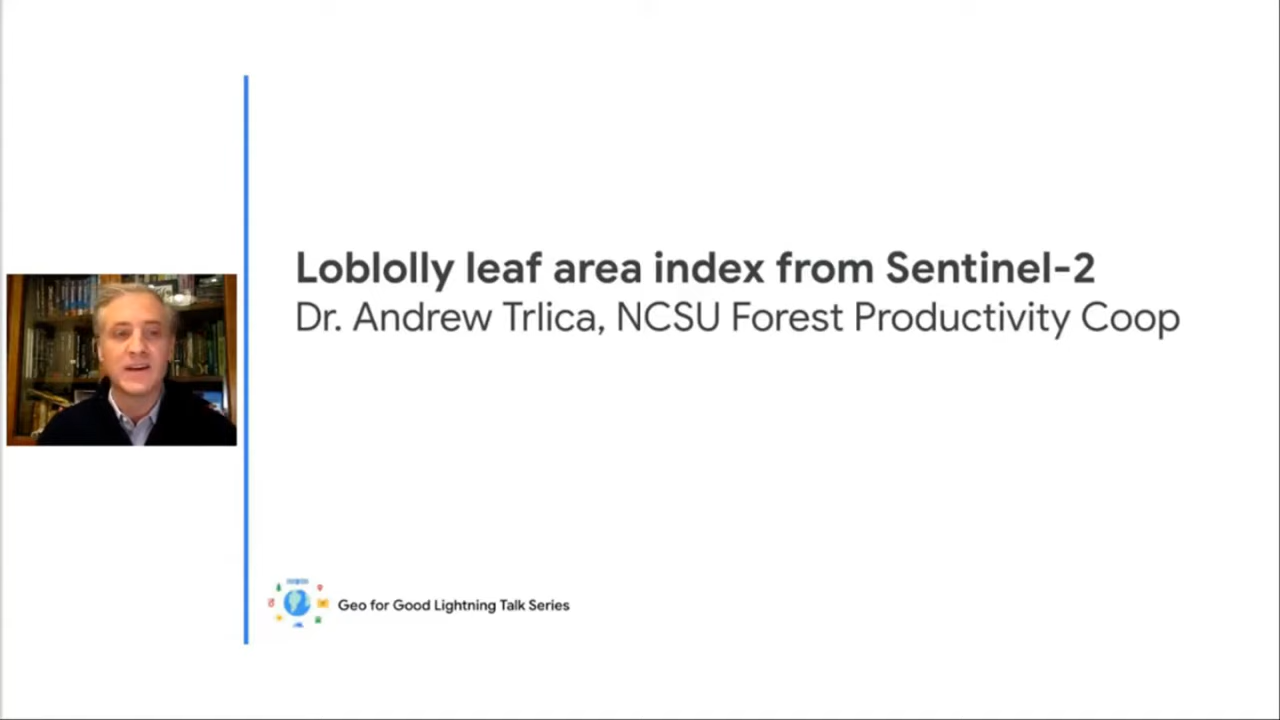 Loblolly leaf area index from Sentinel-2
Dr. Andrew Trlica, NCSU Forest Productivity Coop
Geo for Good Lightning Talk Series